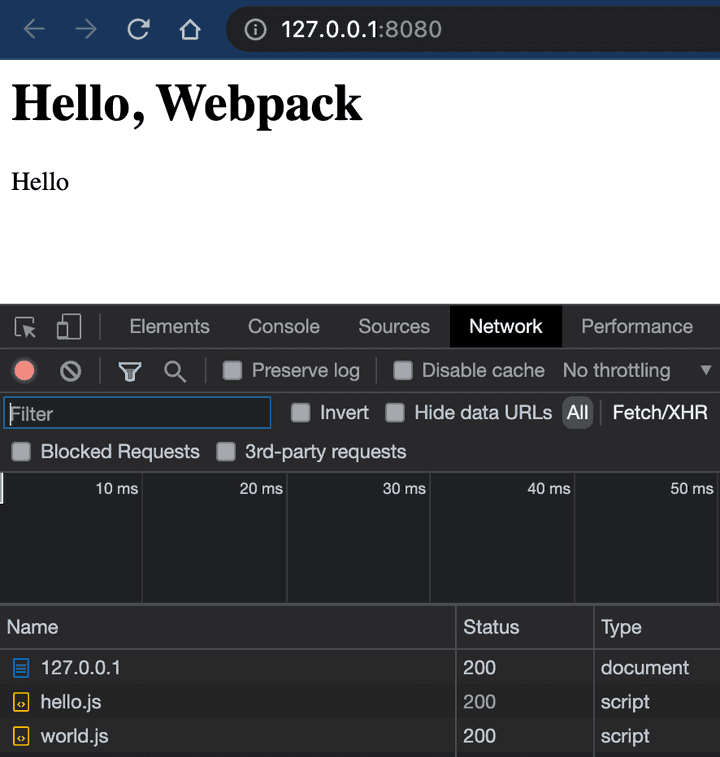 127.0.0.1:8080
Hello, Webpack
Hello
Elements Console Sources Network Performance
Preserve log Disable cache No throttling
Filter Invert Hide data URLs All Fetch/XHR
Blocked Requests 3rd-party requests
10 ms 20 ms 30 ms 40 ms 50 ms
Name Status Type
127.0.0.1 200 document
hello.js 200 script
world.js 200 script